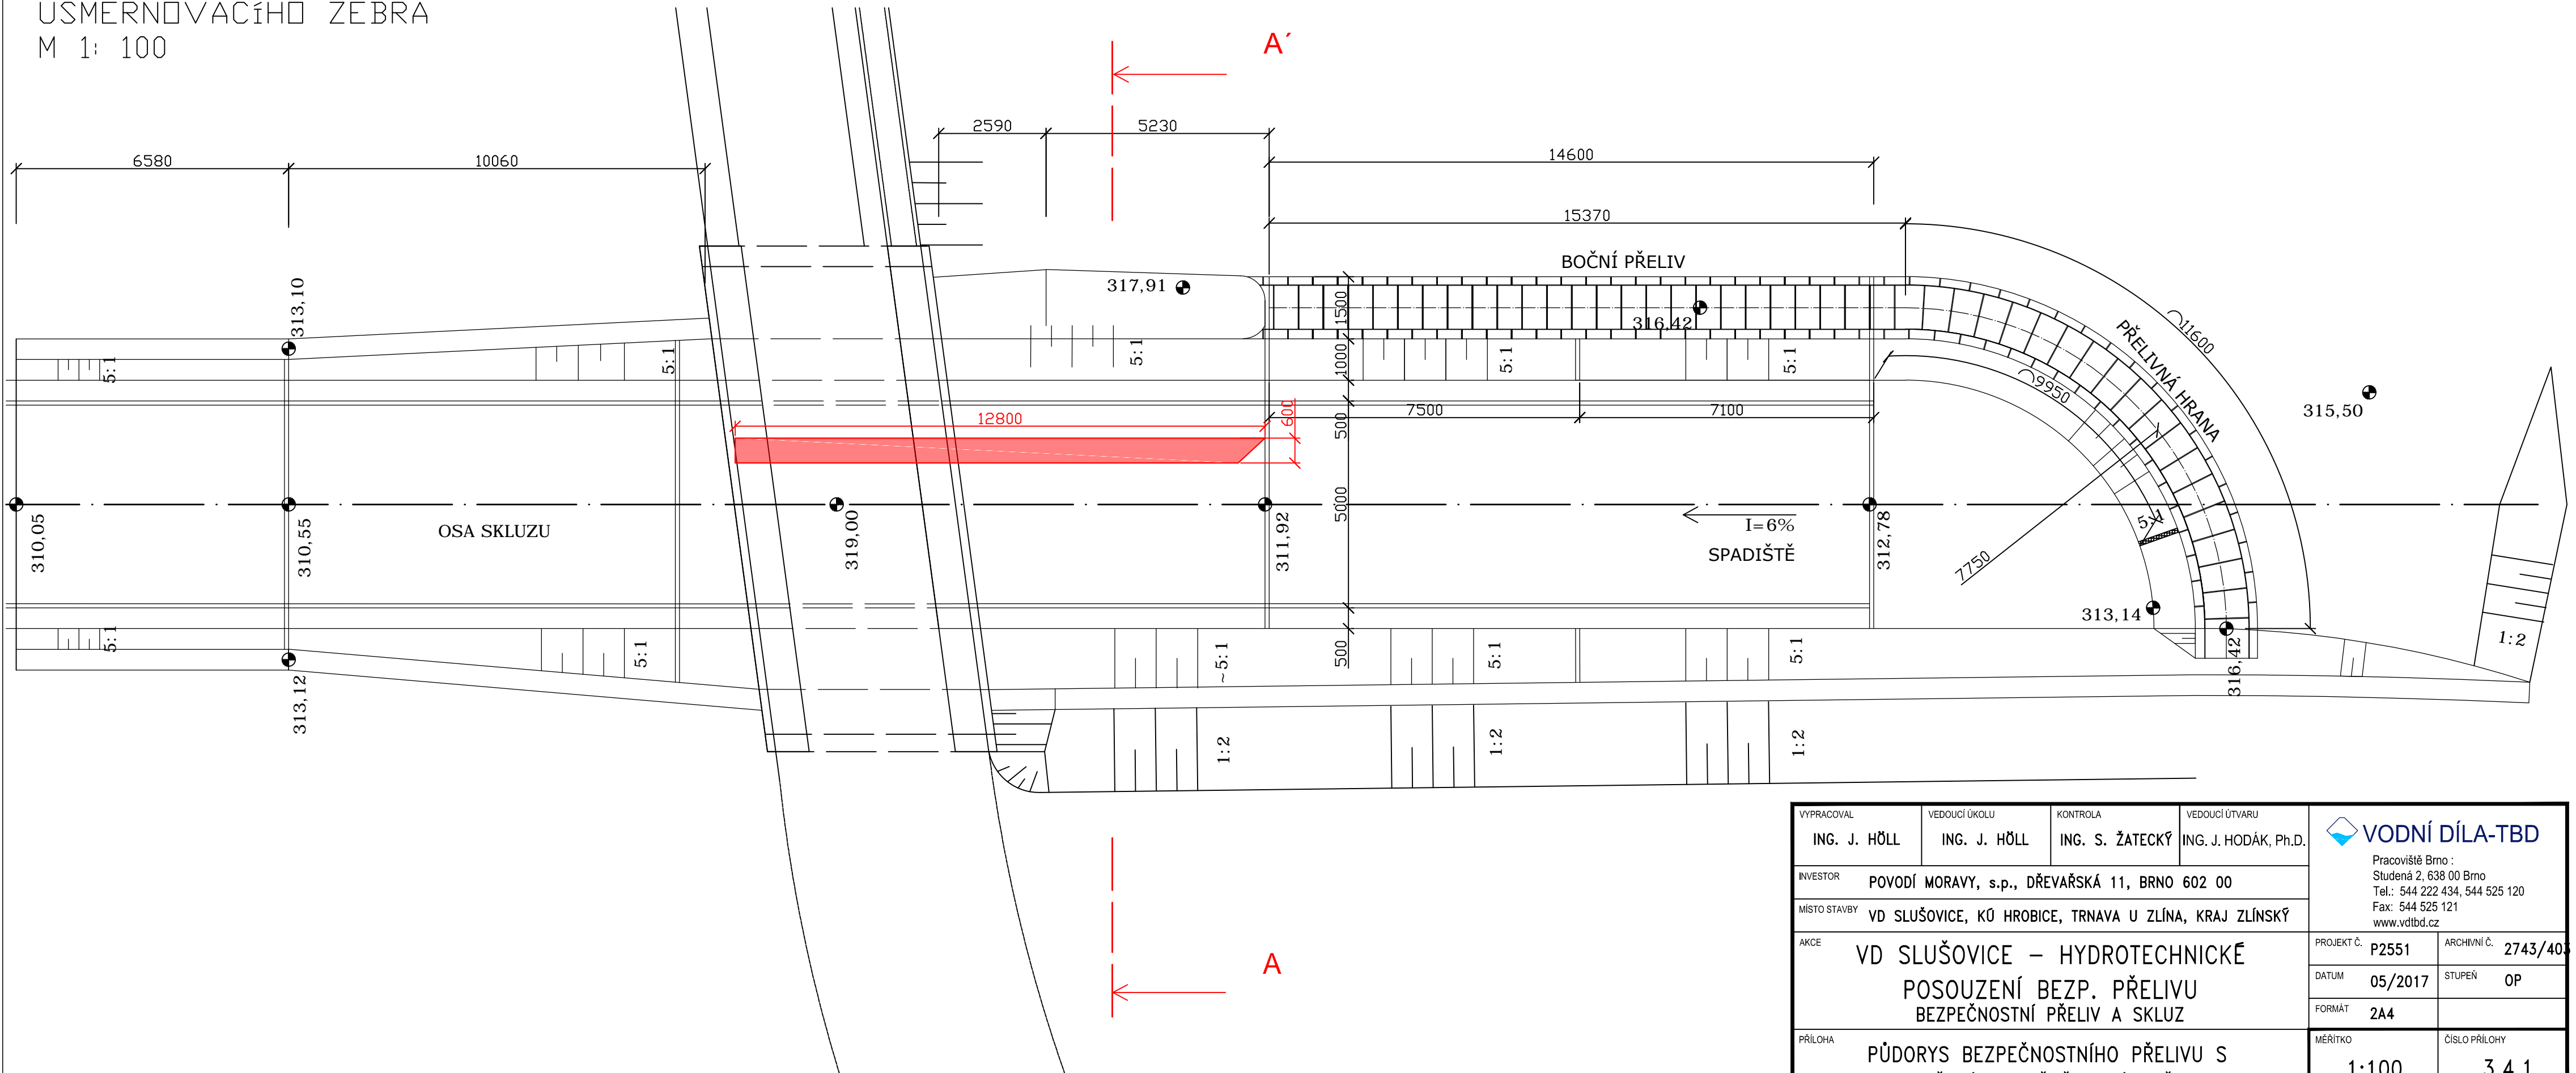 USMERNOVACÍHO ZEBRA
M 1: 100
A´
2590
5230
6580
10060
14600
15370
BOČNÍ PŘELIV
313,10
317,91
1500
316,42
11600
PŘELIVNÁ HRANA
5:1
5:1
5:1
1000
5:1
5:1
9950
315,50
12800
600
500
7500
7100
5000
310,05
310,55
OSA SKLUZU
319,00
311,92
I=6%
SPADIŠTĚ
312,78
7750
5:1
313,14
5:1
5:1
~5:1
500
5:1
5:1
316,42
1:2
313,12
1:2
1:2
1:2
A
VYPRACOVAL
ING. J. HÖLL
VEDOUCÍ ÚKOLU
ING. J. HÖLL
KONTROLA
ING. S. ŽATECKÝ
VEDOUCÍ ÚTVARU
ING. J. HODÁK, Ph.D.
VODNÍ DÍLA-TBD
Pracoviště Brno :
Studená 2, 638 00 Brno
Tel.: 544 222 434, 544 525 120
Fax: 544 525 121
www.vdtbd.cz
INVESTOR POVODÍ MORAVY, s.p., DŘEVAŘSKÁ 11, BRNO 602 00
MÍSTO STAVBY VD SLUŠOVICE, KÚ HROBICE, TRNAVA U ZLÍNA, KRAJ ZLÍNSKÝ
AKCE
VD SLUŠOVICE – HYDROTECHNICKÉ
POSOUZENÍ BEZP. PŘELIVU
BEZPEČNOSTNÍ PŘELIV A SKLUZ
PROJEKT Č. P2551
ARCHIVNÍ Č. 2743/403
DATUM 05/2017
STUPEŇ OP
FORMÁT 2A4
PŘÍLOHA
PŮDORYS BEZPEČNOSTNÍHO PŘELIVU S
MĚŘÍTKO
1:100
ČÍSLO PŘÍLOHY
3.4.1